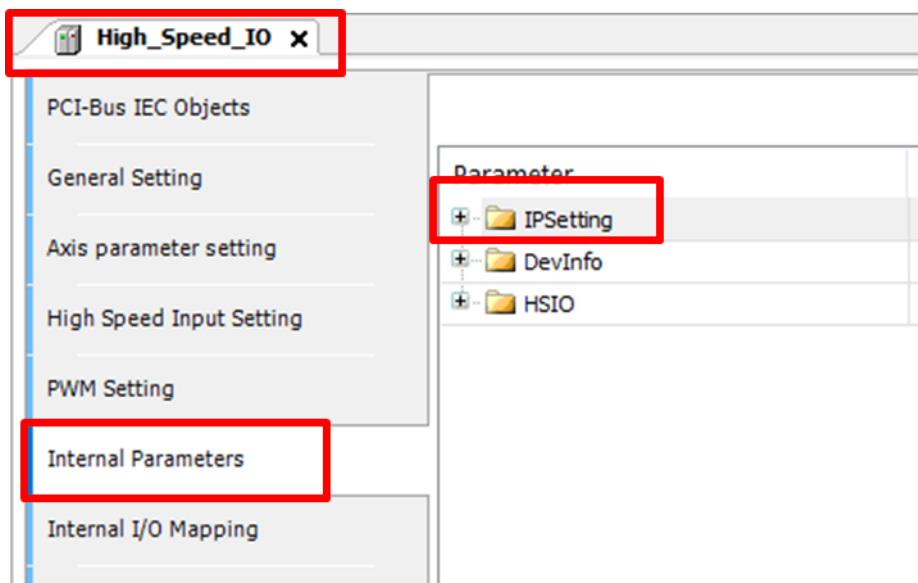 High_Speed_IO
PCI-Bus IEC Objects
General Setting
Axis parameter setting
High Speed Input Setting
PWM Setting
Internal Parameters
Internal I/O Mapping
Parameter
IPSetting
DevInfo
HSIO